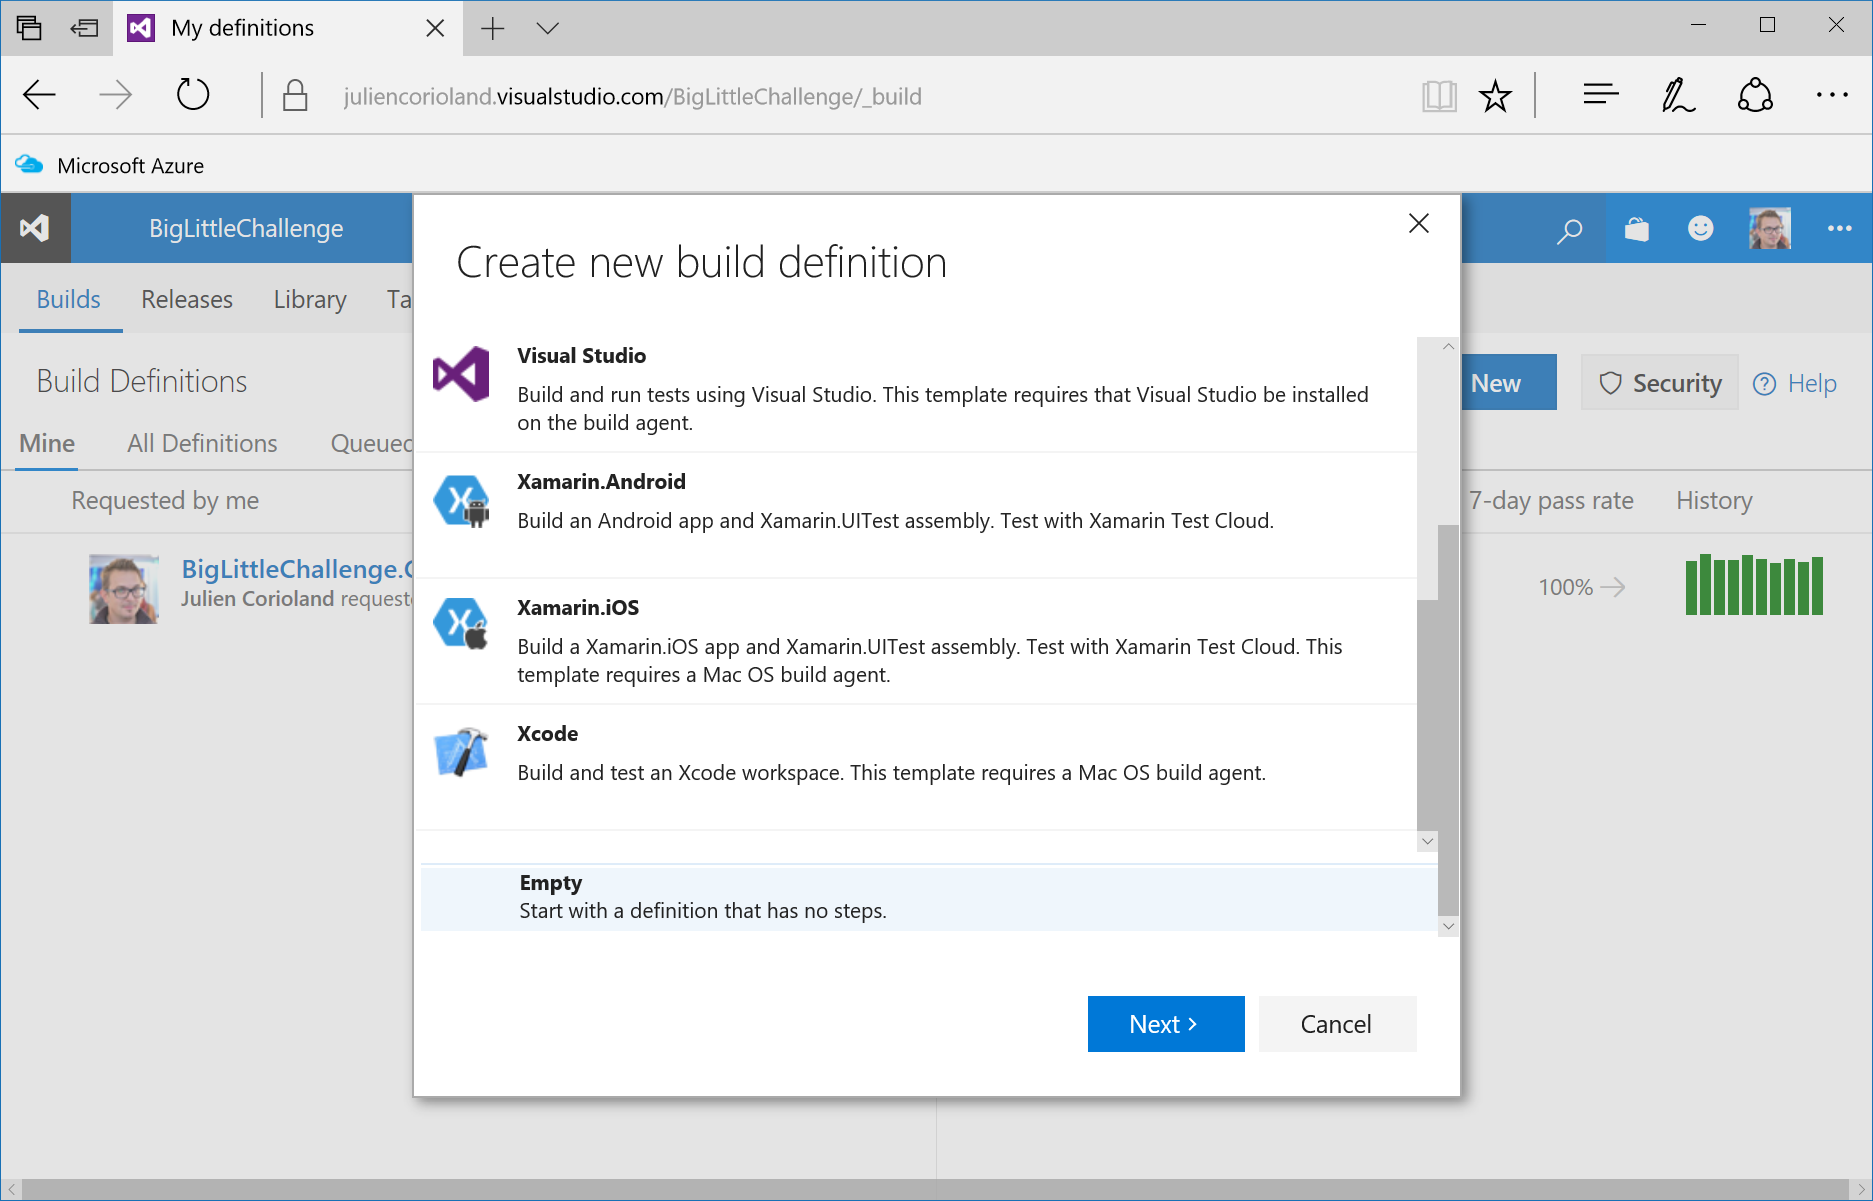 My definitions
juliencorioland.visualstudio.com/BigLittleChallenge/_build
Microsoft Azure
BigLittleChallenge
Builds Releases Library Ta
Build Definitions
New Security Help
Mine All Definitions Queued
Requested by me
7-day pass rate History
BigLittleChallenge.
Julien Corioland requeste
100%
Create new build definition
Visual Studio
Build and run tests using Visual Studio. This template requires that Visual Studio be installed
on the build agent.
Xamarin.Android
Build an Android app and Xamarin.UITest assembly. Test with Xamarin Test Cloud.
Xamarin.iOS
Build a Xamarin.iOS app and Xamarin.UITest assembly. Test with Xamarin Test Cloud. This
template requires a Mac OS build agent.
Xcode
Build and test an Xcode workspace. This template requires a Mac OS build agent.
Empty
Start with a definition that has no steps.
Next
Cancel